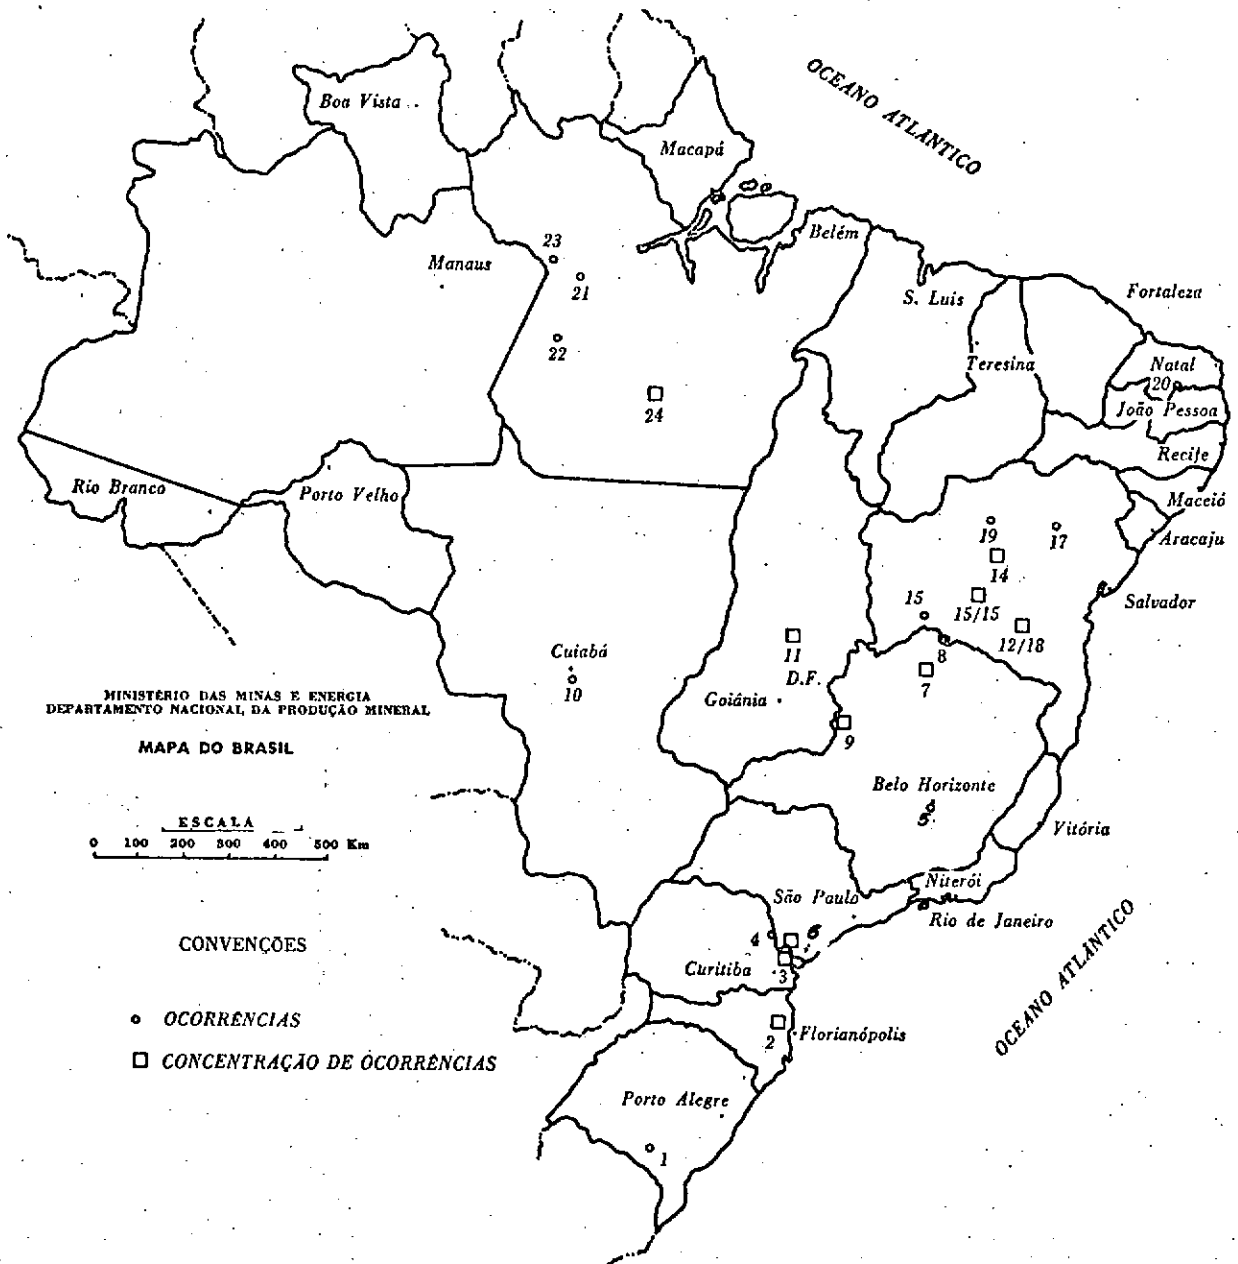 OCEANO ATLÂNTICO
Boa Vista
Macapá
Belém
23
Manaus
21
S. Luis
Fortaleza
22
Teresina
Natal
20
24
João Pessoa
Recife
Rio Branco
Porto Velho
Maceió
19
17
Aracaju
14
15
15/15
Salvador
12/18
Cuiabá
11
8
10
D.F.
7
Goiânia
MINISTÉRIO DAS MINAS E ENERGIA
DEPARTAMENTO NACIONAL DA PRODUÇÃO MINERAL
9
MAPA DO BRASIL
Belo Horizonte
5
ESCALA
Vitória
0 100 200 300 400 500 Km
Niterói
São Paulo
Rio de Janeiro
4
6
CONVENÇÕES
Curitiba
3
OCEANO ATLÂNTICO
OCORRÊNCIAS
2
Florianópolis
CONCENTRAÇÃO DE OCORRÊNCIAS
Porto Alegre
1